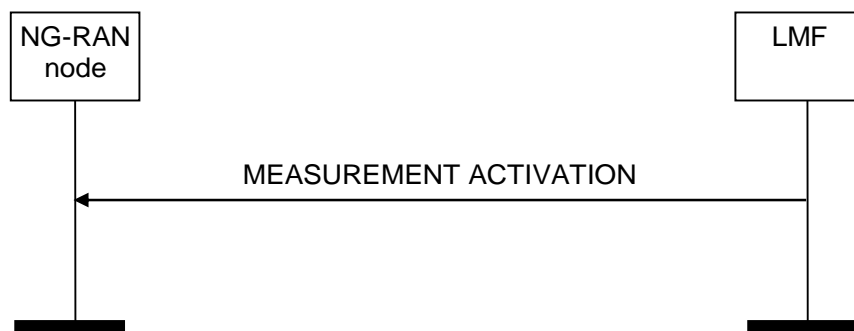 NG-RAN
node
LMF
MEASUREMENT ACTIVATION